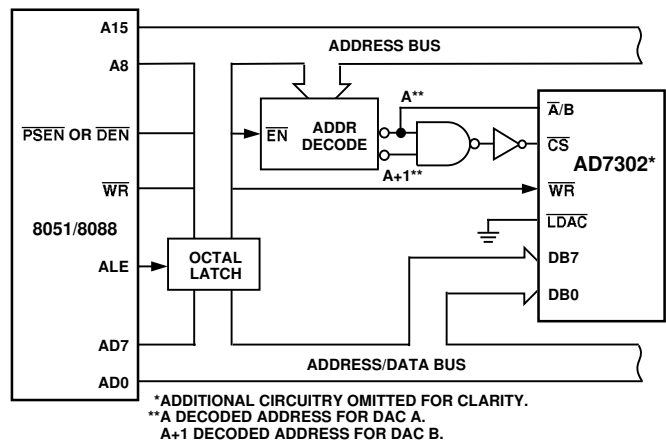 A15
ADDRESS BUS
A8
A**
A̅/B
PSEN OR DEN
EN
ADDR
DECODE
CS
AD7302*
A+1**
WR
WR
8051/8088
LDAC
ALE
OCTAL
LATCH
DB7
DB0
AD7
ADDRESS/DATA BUS
AD0
*ADDITIONAL CIRCUITRY OMITTED FOR CLARITY.
**A DECODED ADDRESS FOR DAC A.
A+1 DECODED ADDRESS FOR DAC B.